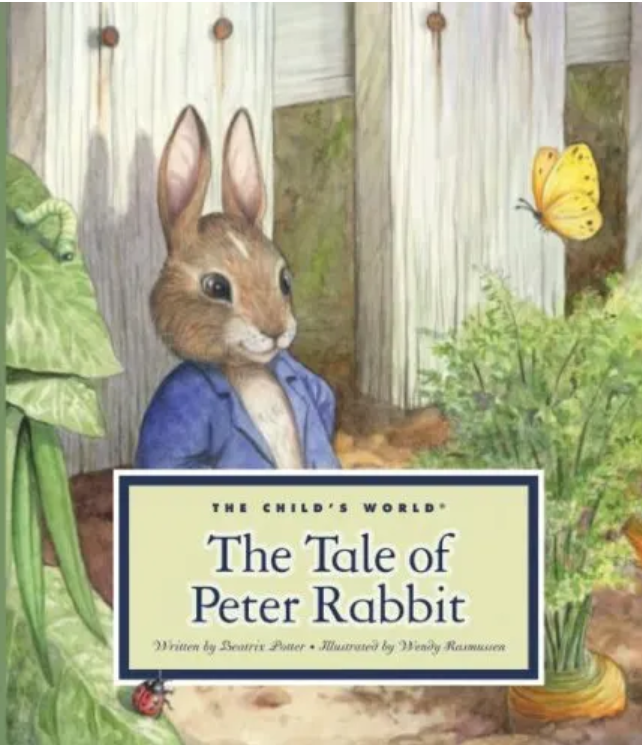 THE CHILD'S WORLD®
The Tale of
Peter Rabbit
Written by Beatrix Potter • Illustrated by Wendy Rasmussen